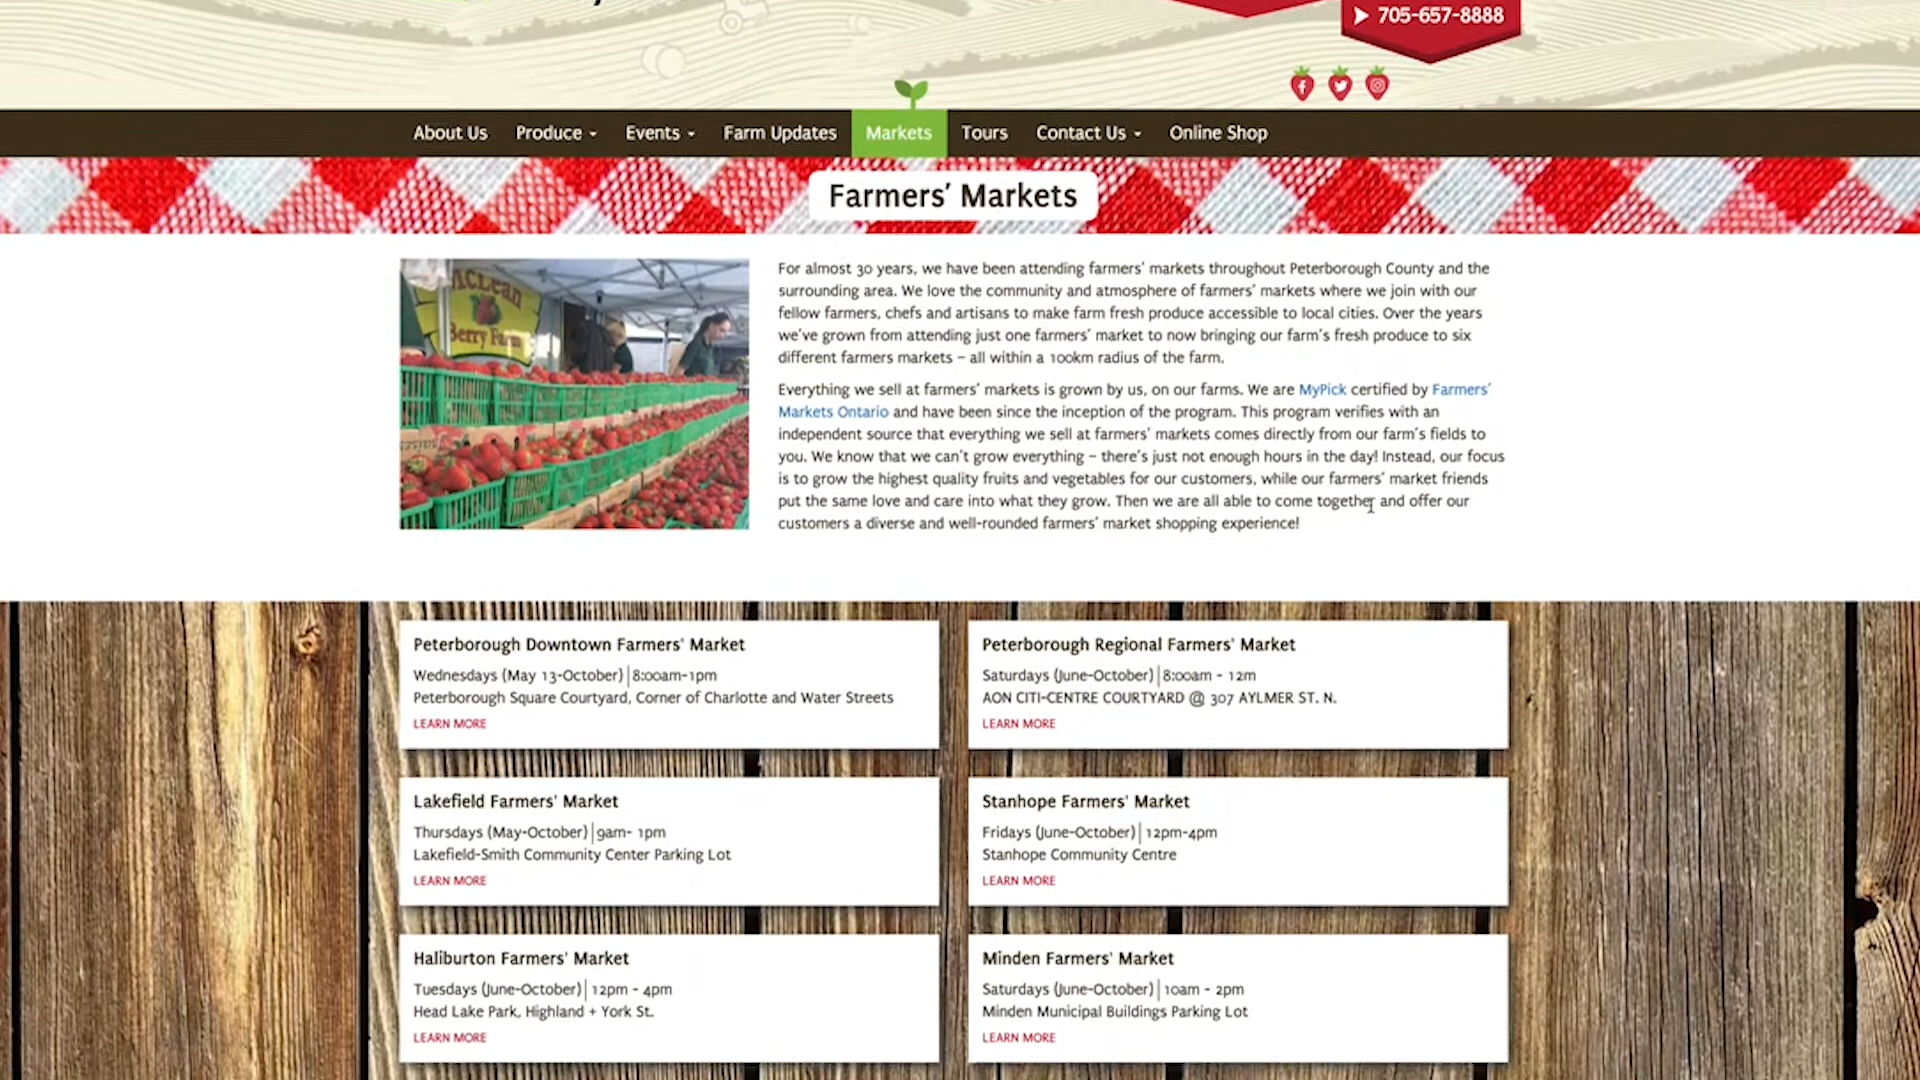 705-657-8888
About Us Produce Events Farm Updates Markets Tours Contact Us Online Shop
Farmers' Markets
McLean
Berry Farm
For almost 30 years, we have been attending farmers' markets throughout Peterborough County and the
surrounding area. We love the community and atmosphere of farmers' markets where we join with our
fellow farmers, chefs and artisans to make farm fresh produce accessible to local cities. Over the years
we've grown from attending just one farmers' market to now bringing our farm's fresh produce to six
different farmers markets – all within a 100km radius of the farm.
Everything we sell at farmers' markets is grown by us, on our farms. We are MyPick certified by Farmers'
Markets Ontario and have been since the inception of the program. This program verifies with an
independent source that everything we sell at farmers' markets comes directly from our farm's fields to
you. We know that we can't grow everything – there's just not enough hours in the day! Instead, our focus
is to grow the highest quality fruits and vegetables for our customers, while our farmers' market friends
put the same love and care into what they grow. Then we are all able to come together and offer our
customers a diverse and well-rounded farmers' market shopping experience!
Peterborough Downtown Farmers' Market
Wednesdays (May 13-October) | 8:00am-1pm
Peterborough Square Courtyard, Corner of Charlotte and Water Streets
LEARN MORE
Peterborough Regional Farmers' Market
Saturdays (June-October) | 8:00am - 12m
AON CITI-CENTRE COURTYARD @ 307 AYLMER ST. N.
LEARN MORE
Lakefield Farmers' Market
Thursdays (May-October) | 9am- 1pm
Lakefield-Smith Community Center Parking Lot
LEARN MORE
Stanhope Farmers' Market
Fridays (June-October) | 12pm-4pm
Stanhope Community Centre
LEARN MORE
Haliburton Farmers' Market
Tuesdays (June-October) | 12pm - 4pm
Head Lake Park, Highland + York St.
LEARN MORE
Minden Farmers' Market
Saturdays (June-October) | 10am - 2pm
Minden Municipal Buildings Parking Lot
LEARN MORE